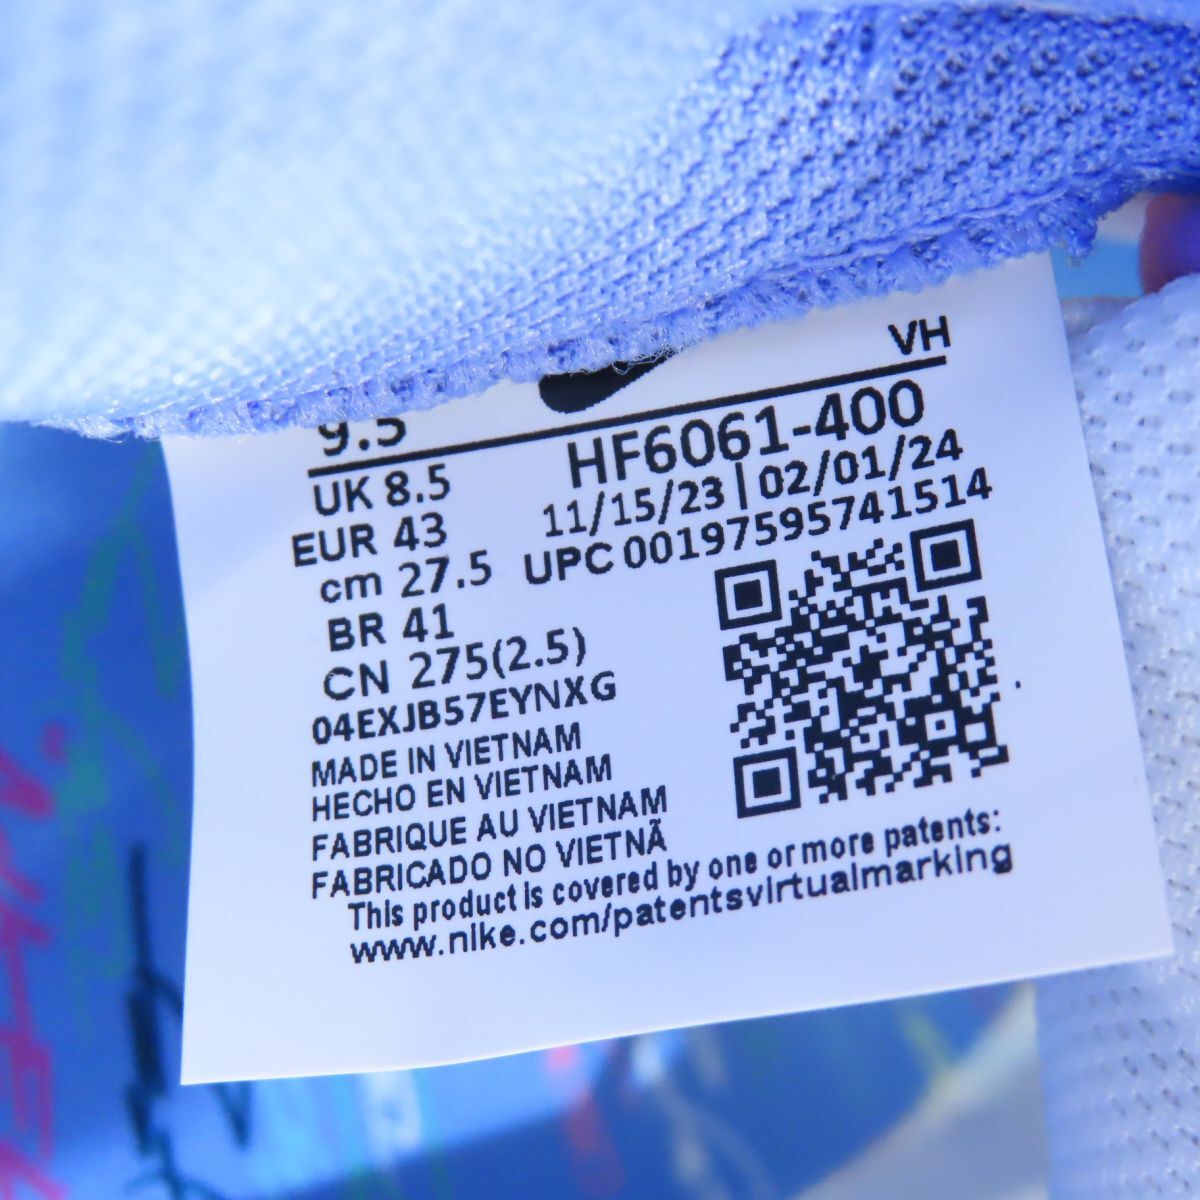 VH
9.5
UK 8.5
EUR 43
cm 27.5
BR 41
CN 275(2.5)
HF6061-400
11/15/23 | 02/01/24
UPC 00197595741514
04EXJB57EYNXG
MADE IN VIETNAM
HECHO EN VIETNAM
FABRIQUE AU VIETNAM
FABRICADO NO VIETNÃ
This product is covered by one or more patents:
www.nike.com/patentsvirtualmarking